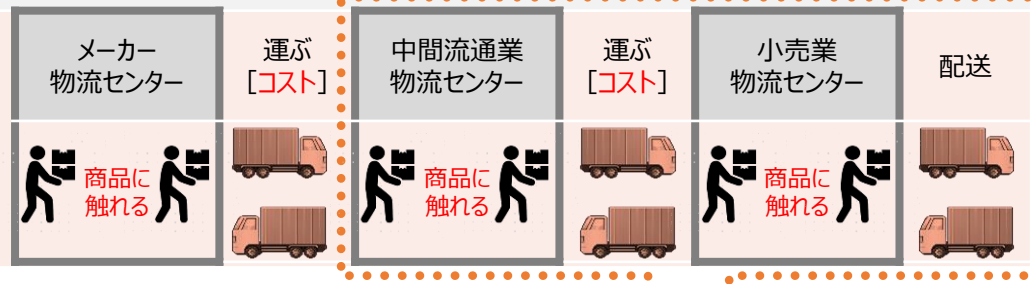 メーカー
物流センター
運ぶ
[コスト]
中間流通業
物流センター
運ぶ
[コスト]
小売業
物流センター
配送
商品に
触れる
商品に
触れる
商品に
触れる